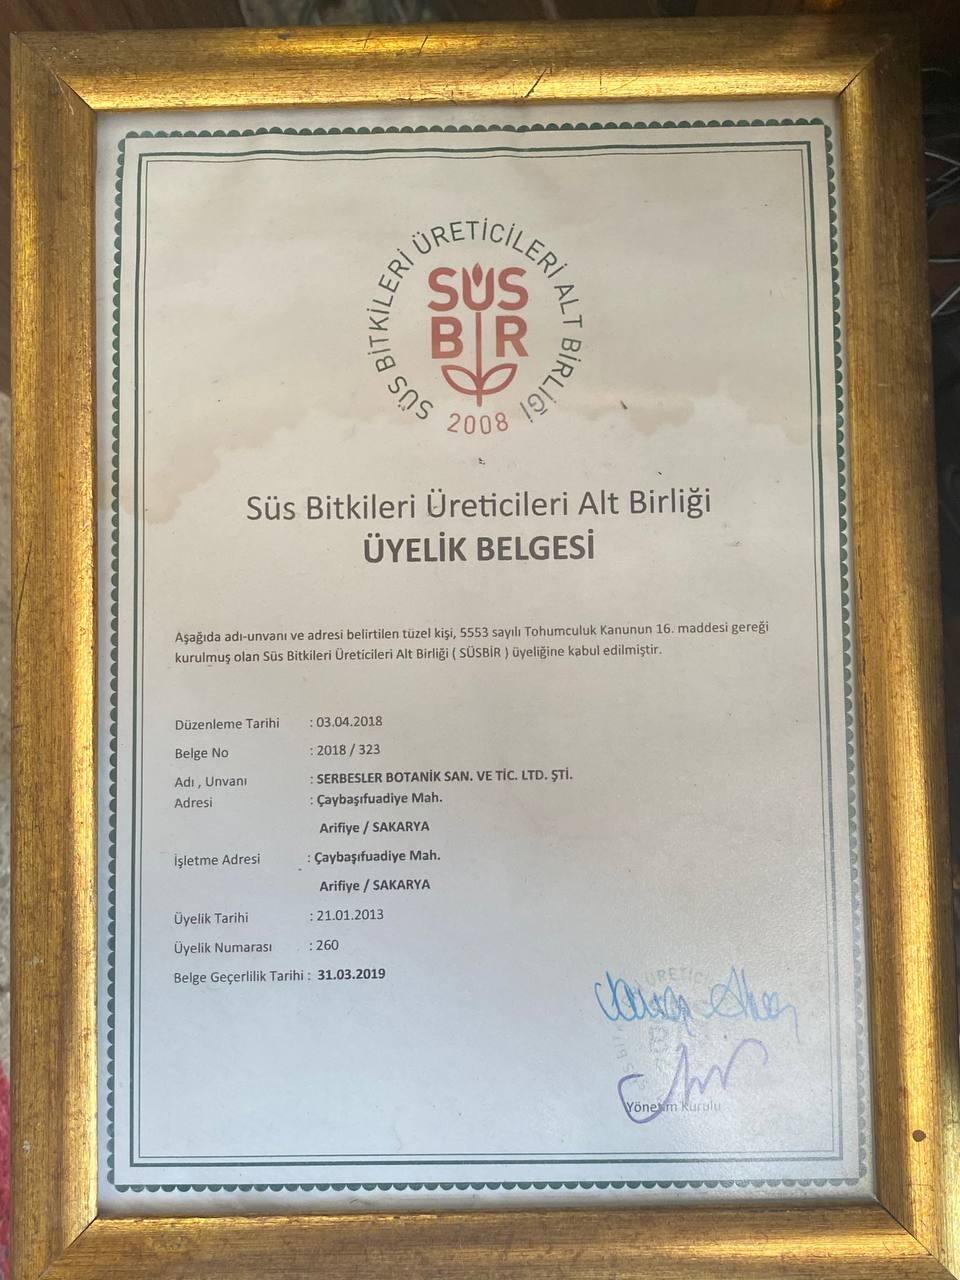 SÜS BİTKİLERİ ÜRETİCİLERİ ALT BİRLİĞİ
SÜS
BİR
2008
Süs Bitkileri Üreticileri Alt Birliği
ÜYELİK BELGESİ
Aşağıda adı-unvanı ve adresi belirtilen tüzel kişi, 5553 sayılı Tohumculuk Kanunun 16. maddesi gereği
kurulmuş olan Süs Bitkileri Üreticileri Alt Birliği ( SÜSBİR ) üyeliğine kabul edilmiştir.
Düzenleme Tarihi : 03.04.2018
Belge No : 2018 / 323
Adı , Unvanı : SERBESLER BOTANİK SAN. VE TİC. LTD. ŞTİ.
Adresi : Çaybaşıfuadiye Mah.
Arifiye / SAKARYA
İşletme Adresi : Çaybaşıfuadiye Mah.
Arifiye / SAKARYA
Üyelik Tarihi : 21.01.2013
Üyelik Numarası : 260
Belge Geçerlilik Tarihi : 31.03.2019
Yönetim Kurulu